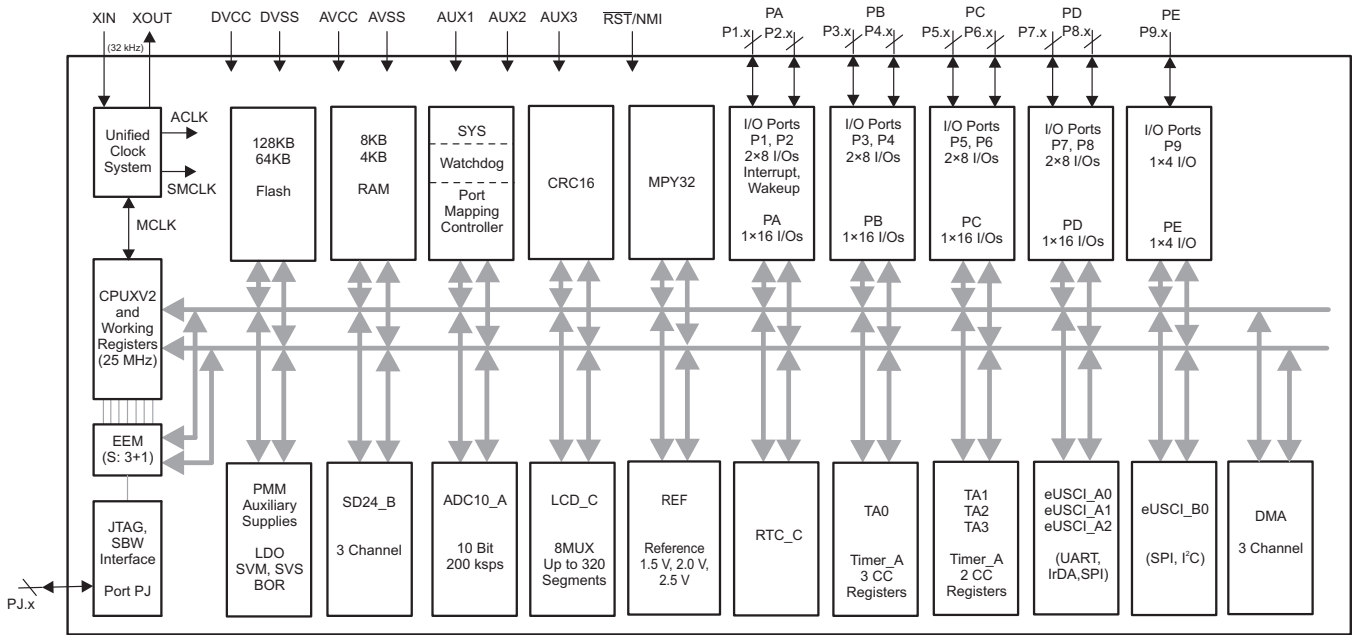 XIN
XOUT
(32 kHz)
DVCC
DVSS
AVCC
AVSS
AUX1
AUX2
AUX3
RST/NMI
PA
P1.x
P2.x
PB
P3.x
P4.x
PC
P5.x
P6.x
PD
P7.x
P8.x
PE
P9.x
Unified
Clock
System
ACLK
SMCLK
MCLK
128KB
64KB
Flash
8KB
4KB
RAM
SYS
Watchdog
Port
Mapping
Controller
CRC16
MPY32
I/O Ports
P1, P2
2×8 I/Os
Interrupt,
Wakeup
PA
1×16 I/Os
I/O Ports
P3, P4
2×8 I/Os
PB
1×16 I/Os
I/O Ports
P5, P6
2×8 I/Os
PC
1×16 I/Os
I/O Ports
P7, P8
2×8 I/Os
PD
1×16 I/Os
I/O Ports
P9
1×4 I/O
PE
1×4 I/O
CPUXV2
and
Working
Registers
(25 MHz)
EEM
(S: 3+1)
JTAG,
SBW
Interface
Port PJ
PJ.x
PMM
Auxiliary
Supplies
LDO
SVM, SVS
BOR
SD24_B
3 Channel
ADC10_A
10 Bit
200 ksps
LCD_C
8MUX
Up to 320
Segments
REF
Reference
1.5 V, 2.0 V,
2.5 V
RTC_C
TA0
Timer_A
3 CC
Registers
TA1
TA2
TA3
Timer_A
2 CC
Registers
eUSCI_A0
eUSCI_A1
eUSCI_A2
(UART,
IrDA,SPI)
eUSCI_B0
(SPI, I²C)
DMA
3 Channel